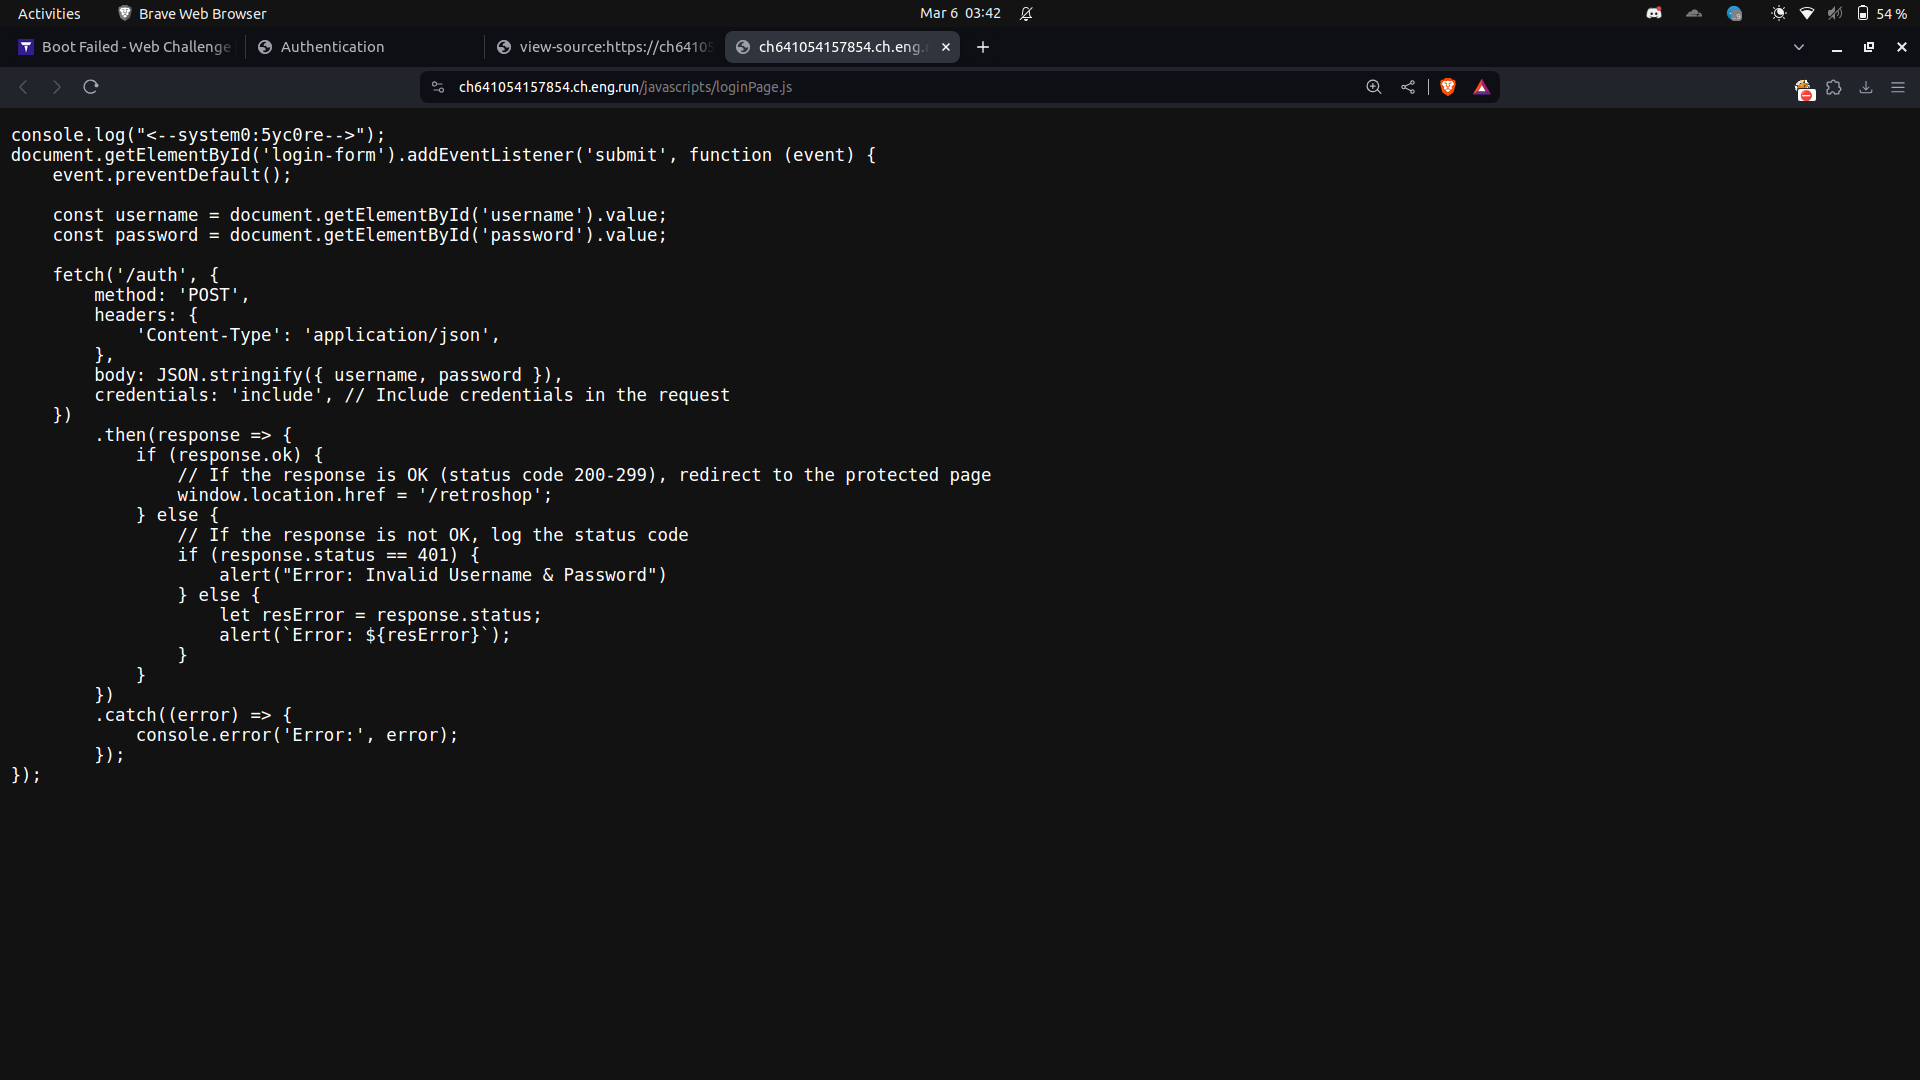 Activities
Brave Web Browser
Mar 6 03:42
54 %
Boot Failed - Web Challenge
Authentication
view-source:https://ch64105
ch641054157854.ch.eng.r
ch641054157854.ch.eng.run/javascripts/loginPage.js
console.log("<--system0:5yc0re-->");
document.getElementById('login-form').addEventListener('submit', function (event) {
    event.preventDefault();
    const username = document.getElementById('username').value;
    const password = document.getElementById('password').value;
    fetch('/auth', {
        method: 'POST',
        headers: {
            'Content-Type': 'application/json',
        },
        body: JSON.stringify({ username, password }),
        credentials: 'include', // Include credentials in the request
    })
        .then(response => {
            if (response.ok) {
                // If the response is OK (status code 200-299), redirect to the protected page
                window.location.href = '/retroshop';
            } else {
                // If the response is not OK, log the status code
                if (response.status == 401) {
                    alert("Error: Invalid Username & Password")
                } else {
                    let resError = response.status;
                    alert(`Error: ${resError}`);
                }
            }
        })
        .catch((error) => {
            console.error('Error:', error);
        });
});